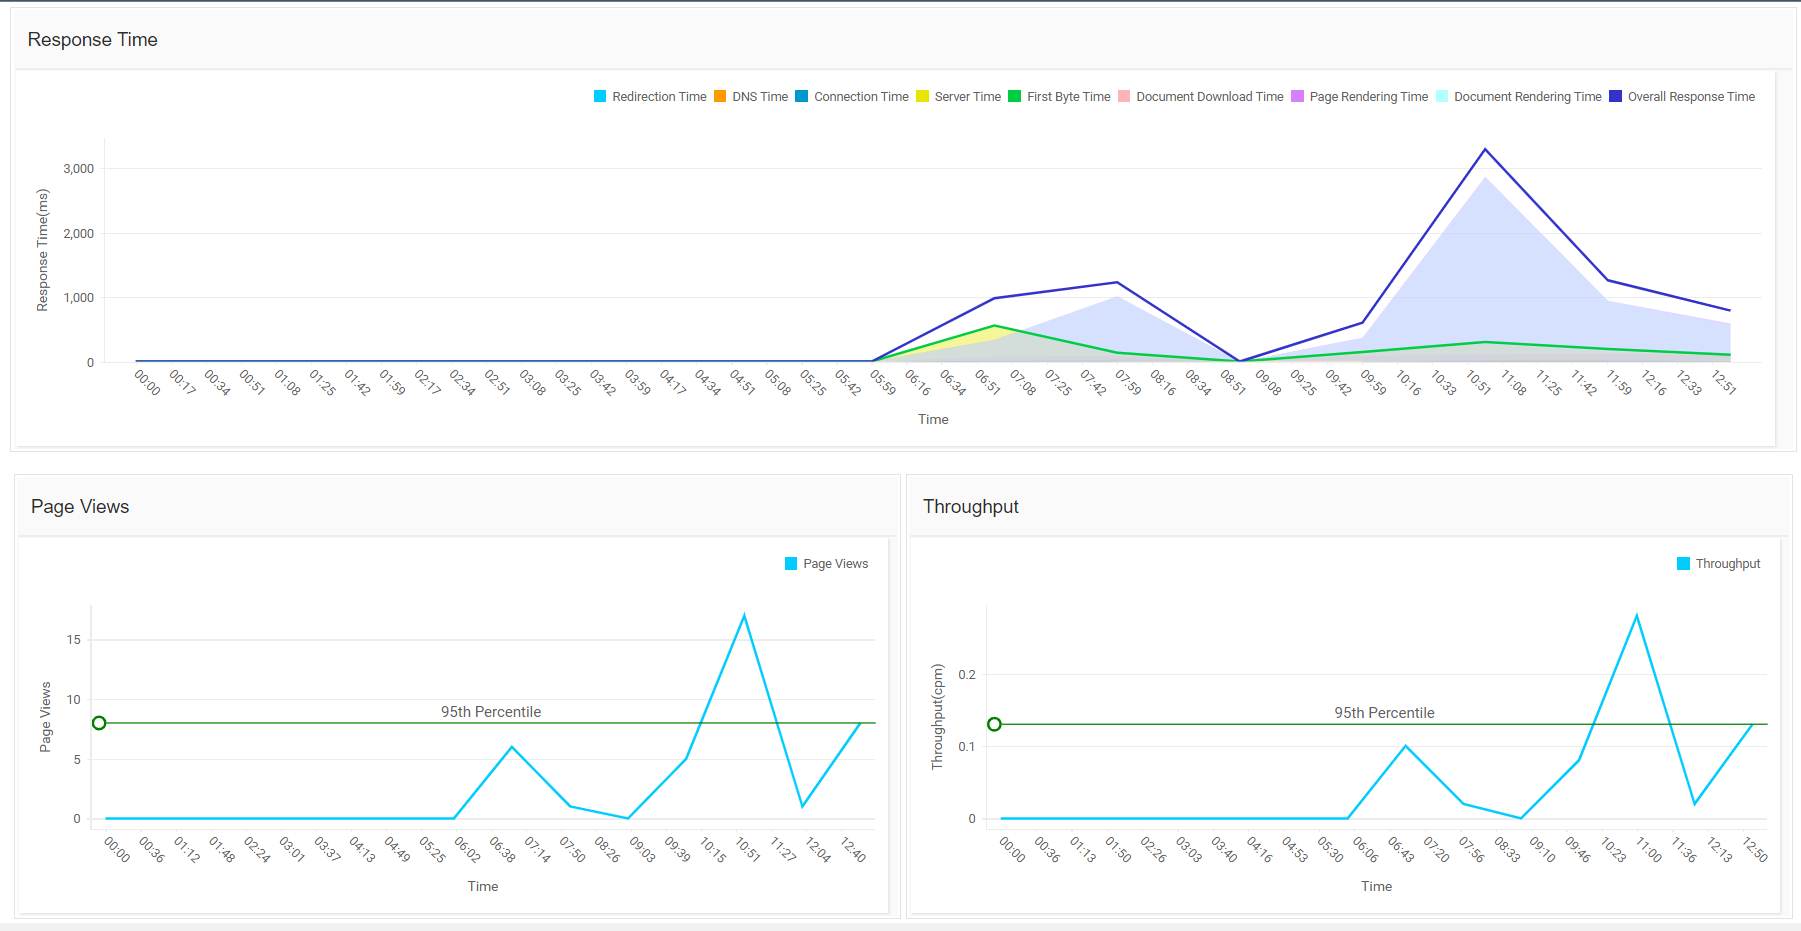 Response Time
Redirection Time DNS Time Connection Time Server Time First Byte Time Document Download Time Page Rendering Time Document Rendering Time Overall Response Time
Response Time(ms)
3,000
2,000
1,000
0
00:00 00:17 00:34 00:51 01:08 01:25 01:42 01:59 02:17 02:34 02:51 03:08 03:25 03:42 03:59 04:17 04:34 04:51 05:08 05:25 05:42 05:59 06:16 06:34 06:51 07:08 07:25 07:42 07:59 08:16 08:34 08:51 09:08 09:25 09:42 09:59 10:16 10:33 10:51 11:08 11:25 11:42 11:59 12:16 12:33 12:51
Time
Page Views
Page Views
Page Views
15
10
5
0
95th Percentile
00:00 00:36 01:12 01:48 02:24 03:01 03:37 04:13 04:49 05:25 06:02 06:38 07:14 07:50 08:26 09:03 09:39 10:15 10:51 11:27 12:04 12:40
Time
Throughput
Throughput
Throughput(cpm)
0.2
0.1
0
95th Percentile
00:00 00:36 01:13 01:50 02:26 03:03 03:40 04:16 04:53 05:30 06:06 06:43 07:20 07:56 08:33 09:10 09:46 10:23 11:00 11:36 12:13 12:50
Time